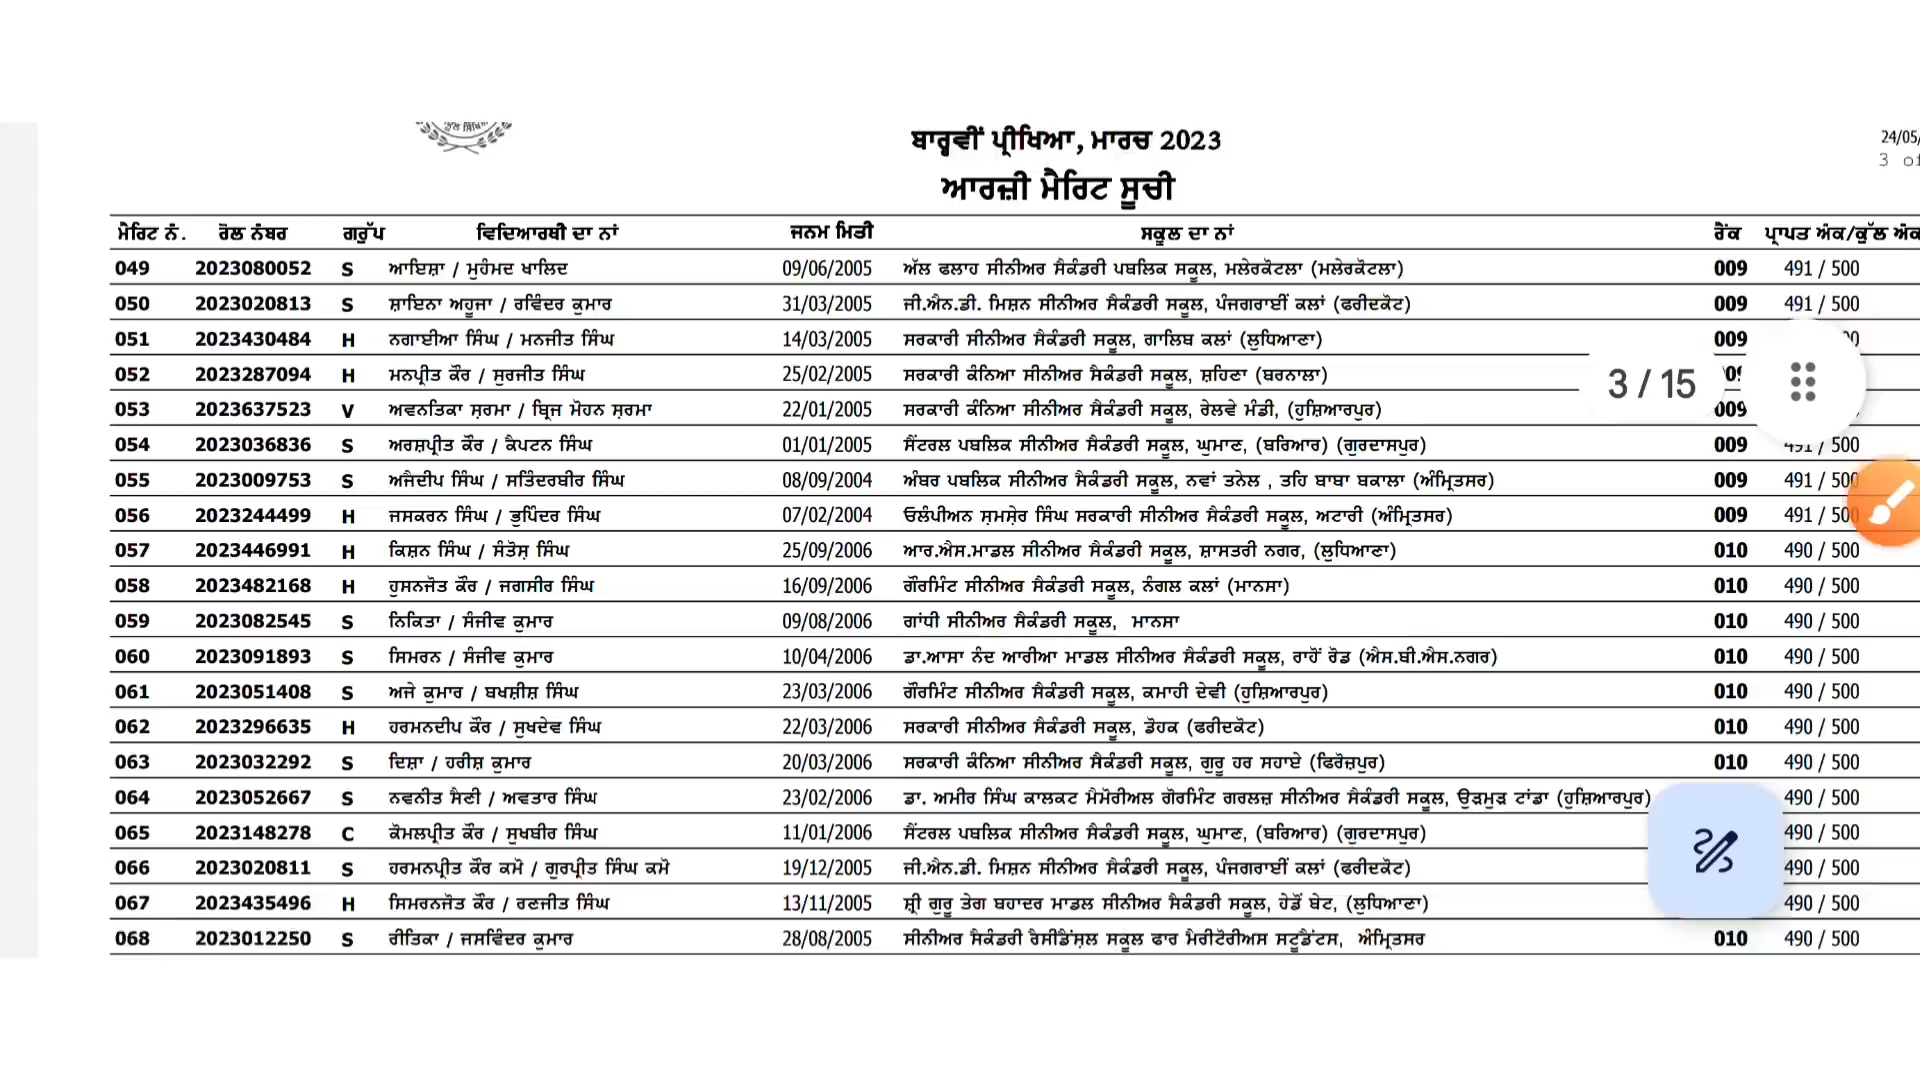 ਬਾਰ੍ਹਵੀਂ ਪ੍ਰੀਖਿਆ, ਮਾਰਚ 2023
24/05/
3 of
ਆਰਜ਼ੀ ਮੈਰਿਟ ਸੂਚੀ
ਮੈਰਿਟ ਨੰ. ਰੋਲ ਨੰਬਰ ਗਰੁੱਪ ਵਿਦਿਆਰਥੀ ਦਾ ਨਾਂ ਜਨਮ ਮਿਤੀ ਸਕੂਲ ਦਾ ਨਾਂ ਰੈਂਕ ਪ੍ਰਾਪਤ ਅੰਕ/ਕੁੱਲ ਅੰਕ
049 2023080052 S ਆਇਸ਼ਾ / ਮੁਹੰਮਦ ਖਾਲਿਦ 09/06/2005 ਅੱਲ ਫਲਾਹ ਸੀਨੀਅਰ ਸੈਕੰਡਰੀ ਪਬਲਿਕ ਸਕੂਲ, ਮਲੇਰਕੋਟਲਾ (ਮਲੇਰਕੋਟਲਾ) 009 491 / 500
050 2023020813 S ਸ਼ਾਇਨਾ ਅਹੂਜਾ / ਰਵਿੰਦਰ ਕੁਮਾਰ 31/03/2005 ਜੀ.ਐਨ.ਡੀ. ਮਿਸ਼ਨ ਸੀਨੀਅਰ ਸੈਕੰਡਰੀ ਸਕੂਲ, ਪੰਜਗਰਾਈਂ ਕਲਾਂ (ਫਰੀਦਕੋਟ) 009 491 / 500
051 2023430484 H ਨਗਾਈਆ ਸਿੰਘ / ਮਨਜੀਤ ਸਿੰਘ 14/03/2005 ਸਰਕਾਰੀ ਸੀਨੀਅਰ ਸੈਕੰਡਰੀ ਸਕੂਲ, ਗਾਲਿਬ ਕਲਾਂ (ਲੁਧਿਆਣਾ) 009
052 2023287094 H ਮਨਪ੍ਰੀਤ ਕੌਰ / ਸੁਰਜੀਤ ਸਿੰਘ 25/02/2005 ਸਰਕਾਰੀ ਕੰਨਿਆ ਸੀਨੀਅਰ ਸੈਕੰਡਰੀ ਸਕੂਲ, ਸ਼ਹਿਣਾ (ਬਰਨਾਲਾ)
3 / 15
053 2023637523 V ਅਵਨਤਿਕਾ ਸ਼ਰਮਾ / ਬ੍ਰਿਜ ਮੋਹਨ ਸ਼ਰਮਾ 22/01/2005 ਸਰਕਾਰੀ ਕੰਨਿਆ ਸੀਨੀਅਰ ਸੈਕੰਡਰੀ ਸਕੂਲ, ਰੇਲਵੇ ਮੰਡੀ, (ਹੁਸ਼ਿਆਰਪੁਰ) 009
054 2023036836 S ਅਰਸ਼ਪ੍ਰੀਤ ਕੌਰ / ਕੈਪਟਨ ਸਿੰਘ 01/01/2005 ਸੈਂਟਰਲ ਪਬਲਿਕ ਸੀਨੀਅਰ ਸੈਕੰਡਰੀ ਸਕੂਲ, ਘੁਮਾਣ, (ਬਰਿਆਰ) (ਗੁਰਦਾਸਪੁਰ) 009 491 / 500
055 2023009753 S ਅਜੈਦੀਪ ਸਿੰਘ / ਸਤਿੰਦਰਬੀਰ ਸਿੰਘ 08/09/2004 ਅੰਬਰ ਪਬਲਿਕ ਸੀਨੀਅਰ ਸੈਕੰਡਰੀ ਸਕੂਲ, ਨਵਾਂ ਤਨੇਲ , ਤਹਿ ਬਾਬਾ ਬਕਾਲਾ (ਅੰਮ੍ਰਿਤਸਰ) 009 491 / 500
056 2023244499 H ਜਸਕਰਨ ਸਿੰਘ / ਭੁਪਿੰਦਰ ਸਿੰਘ 07/02/2004 ਓਲੰਪੀਅਨ ਸ਼ਮਸ਼ੇਰ ਸਿੰਘ ਸਰਕਾਰੀ ਸੀਨੀਅਰ ਸੈਕੰਡਰੀ ਸਕੂਲ, ਅਟਾਰੀ (ਅੰਮ੍ਰਿਤਸਰ) 009 491 / 500
057 2023446991 H ਕਿਸ਼ਨ ਸਿੰਘ / ਸੰਤੋਸ਼ ਸਿੰਘ 25/09/2006 ਆਰ.ਐਸ.ਮਾਡਲ ਸੀਨੀਅਰ ਸੈਕੰਡਰੀ ਸਕੂਲ, ਸ਼ਾਸਤਰੀ ਨਗਰ, (ਲੁਧਿਆਣਾ) 010 490 / 500
058 2023482168 H ਹੁਸਨਜੋਤ ਕੌਰ / ਜਗਸੀਰ ਸਿੰਘ 16/09/2006 ਗੌਰਮਿੰਟ ਸੀਨੀਅਰ ਸੈਕੰਡਰੀ ਸਕੂਲ, ਨੰਗਲ ਕਲਾਂ (ਮਾਨਸਾ) 010 490 / 500
059 2023082545 S ਨਿਕਿਤਾ / ਸੰਜੀਵ ਕੁਮਾਰ 09/08/2006 ਗਾਂਧੀ ਸੀਨੀਅਰ ਸੈਕੰਡਰੀ ਸਕੂਲ, ਮਾਨਸਾ 010 490 / 500
060 2023091893 S ਸਿਮਰਨ / ਸੰਜੀਵ ਕੁਮਾਰ 10/04/2006 ਡਾ.ਆਸਾ ਨੰਦ ਆਰੀਆ ਮਾਡਲ ਸੀਨੀਅਰ ਸੈਕੰਡਰੀ ਸਕੂਲ, ਰਾਹੋਂ ਰੋਡ (ਐਸ.ਬੀ.ਐਸ.ਨਗਰ) 010 490 / 500
061 2023051408 S ਅਜੇ ਕੁਮਾਰ / ਬਖਸ਼ੀਸ਼ ਸਿੰਘ 23/03/2006 ਗੌਰਮਿੰਟ ਸੀਨੀਅਰ ਸੈਕੰਡਰੀ ਸਕੂਲ, ਕਮਾਹੀ ਦੇਵੀ (ਹੁਸ਼ਿਆਰਪੁਰ) 010 490 / 500
062 2023296635 H ਹਰਮਨਦੀਪ ਕੌਰ / ਸੁਖਦੇਵ ਸਿੰਘ 22/03/2006 ਸਰਕਾਰੀ ਸੀਨੀਅਰ ਸੈਕੰਡਰੀ ਸਕੂਲ, ਡੋਹਕ (ਫਰੀਦਕੋਟ) 010 490 / 500
063 2023032292 S ਦਿਸ਼ਾ / ਹਰੀਸ਼ ਕੁਮਾਰ 20/03/2006 ਸਰਕਾਰੀ ਕੰਨਿਆ ਸੀਨੀਅਰ ਸੈਕੰਡਰੀ ਸਕੂਲ, ਗੁਰੂ ਹਰ ਸਹਾਏ (ਫਿਰੋਜ਼ਪੁਰ) 010 490 / 500
064 2023052667 S ਨਵਨੀਤ ਸੈਣੀ / ਅਵਤਾਰ ਸਿੰਘ 23/02/2006 ਡਾ. ਅਮੀਰ ਸਿੰਘ ਕਾਲਕਟ ਮੈਮੋਰੀਅਲ ਗੋਰਮਿੰਟ ਗਰਲਜ਼ ਸੀਨੀਅਰ ਸੈਕੰਡਰੀ ਸਕੂਲ, ਉੜਮੁੜ ਟਾਂਡਾ (ਹੁਸ਼ਿਆਰਪੁਰ) 490 / 500
065 2023148278 C ਕੋਮਲਪ੍ਰੀਤ ਕੌਰ / ਸੁਖਬੀਰ ਸਿੰਘ 11/01/2006 ਸੈਂਟਰਲ ਪਬਲਿਕ ਸੀਨੀਅਰ ਸੈਕੰਡਰੀ ਸਕੂਲ, ਘੁਮਾਣ, (ਬਰਿਆਰ) (ਗੁਰਦਾਸਪੁਰ) 490 / 500
066 2023020811 S ਹਰਮਨਪ੍ਰੀਤ ਕੌਰ ਕਮੋ / ਗੁਰਪ੍ਰੀਤ ਸਿੰਘ ਕਮੋ 19/12/2005 ਜੀ.ਐਨ.ਡੀ. ਮਿਸ਼ਨ ਸੀਨੀਅਰ ਸੈਕੰਡਰੀ ਸਕੂਲ, ਪੰਜਗਰਾਈਂ ਕਲਾਂ (ਫਰੀਦਕੋਟ) 490 / 500
067 2023435496 H ਸਿਮਰਨਜੋਤ ਕੌਰ / ਰਣਜੀਤ ਸਿੰਘ 13/11/2005 ਸ਼੍ਰੀ ਗੁਰੂ ਤੇਗ ਬਹਾਦਰ ਮਾਡਲ ਸੀਨੀਅਰ ਸੈਕੰਡਰੀ ਸਕੂਲ, ਹੇਡੋਂ ਬੇਟ, (ਲੁਧਿਆਣਾ) 490 / 500
068 2023012250 S ਰੀਤਿਕਾ / ਜਸਵਿੰਦਰ ਕੁਮਾਰ 28/08/2005 ਸੀਨੀਅਰ ਸੈਕੰਡਰੀ ਰੈਸੀਡੈਂਸ਼ਲ ਸਕੂਲ ਫਾਰ ਮੈਰੀਟੋਰੀਅਸ ਸਟੂਡੈਂਟਸ, ਅੰਮ੍ਰਿਤਸਰ 010 490 / 500